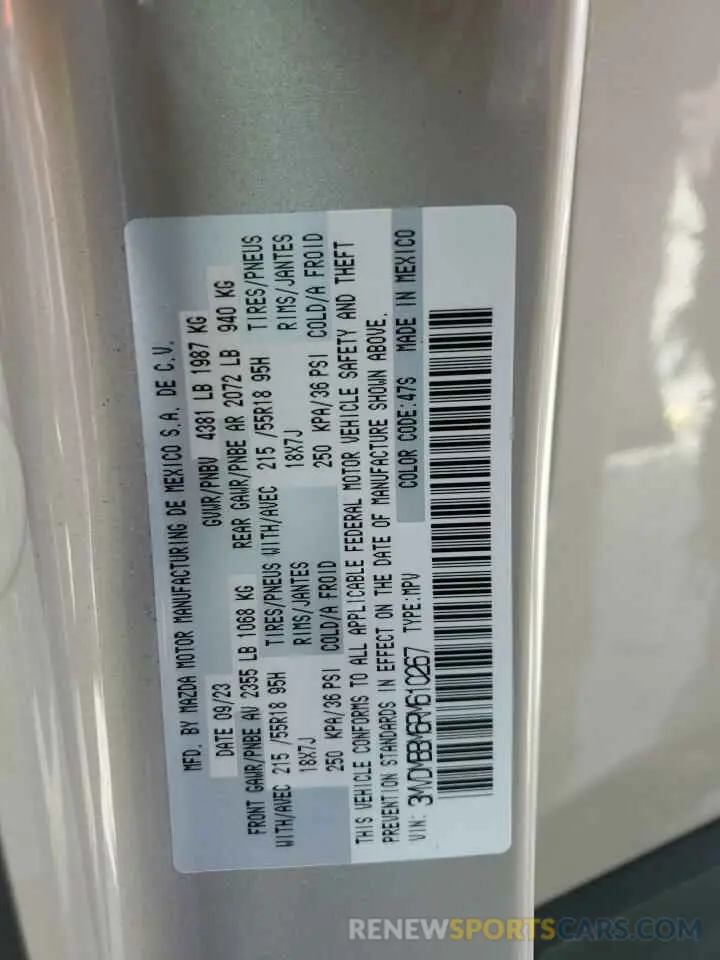 MFD. BY MAZDA MOTOR MANUFACTURING DE MEXICO S.A. DE C.V.
DATE 09/23 GVWR/PNBV 4381 LB 1987 KG
FRONT GAWR/PNBE AV 2355 LB 1068 KG REAR GAWR/PNBE AR 2072 LB 940 KG
WITH/AVEC 215 /55R18 95H TIRES/PNEUS WITH/AVEC 215 /55R18 95H TIRES/PNEUS
18X7J RIMS/JANTES 18X7J RIMS/JANTES
250 KPA/36 PSI COLD/A FROID 250 KPA/36 PSI COLD/A FROID
THIS VEHICLE CONFORMS TO ALL APPLICABLE FEDERAL MOTOR VEHICLE SAFETY AND THEFT
PREVENTION STANDARDS IN EFFECT ON THE DATE OF MANUFACTURE SHOWN ABOVE.
VIN: 3MVDMBBM6RM610267 TYPE:MPV COLOR CODE:47S MADE IN MEXICO
RENEWSPORTSCARS.COM